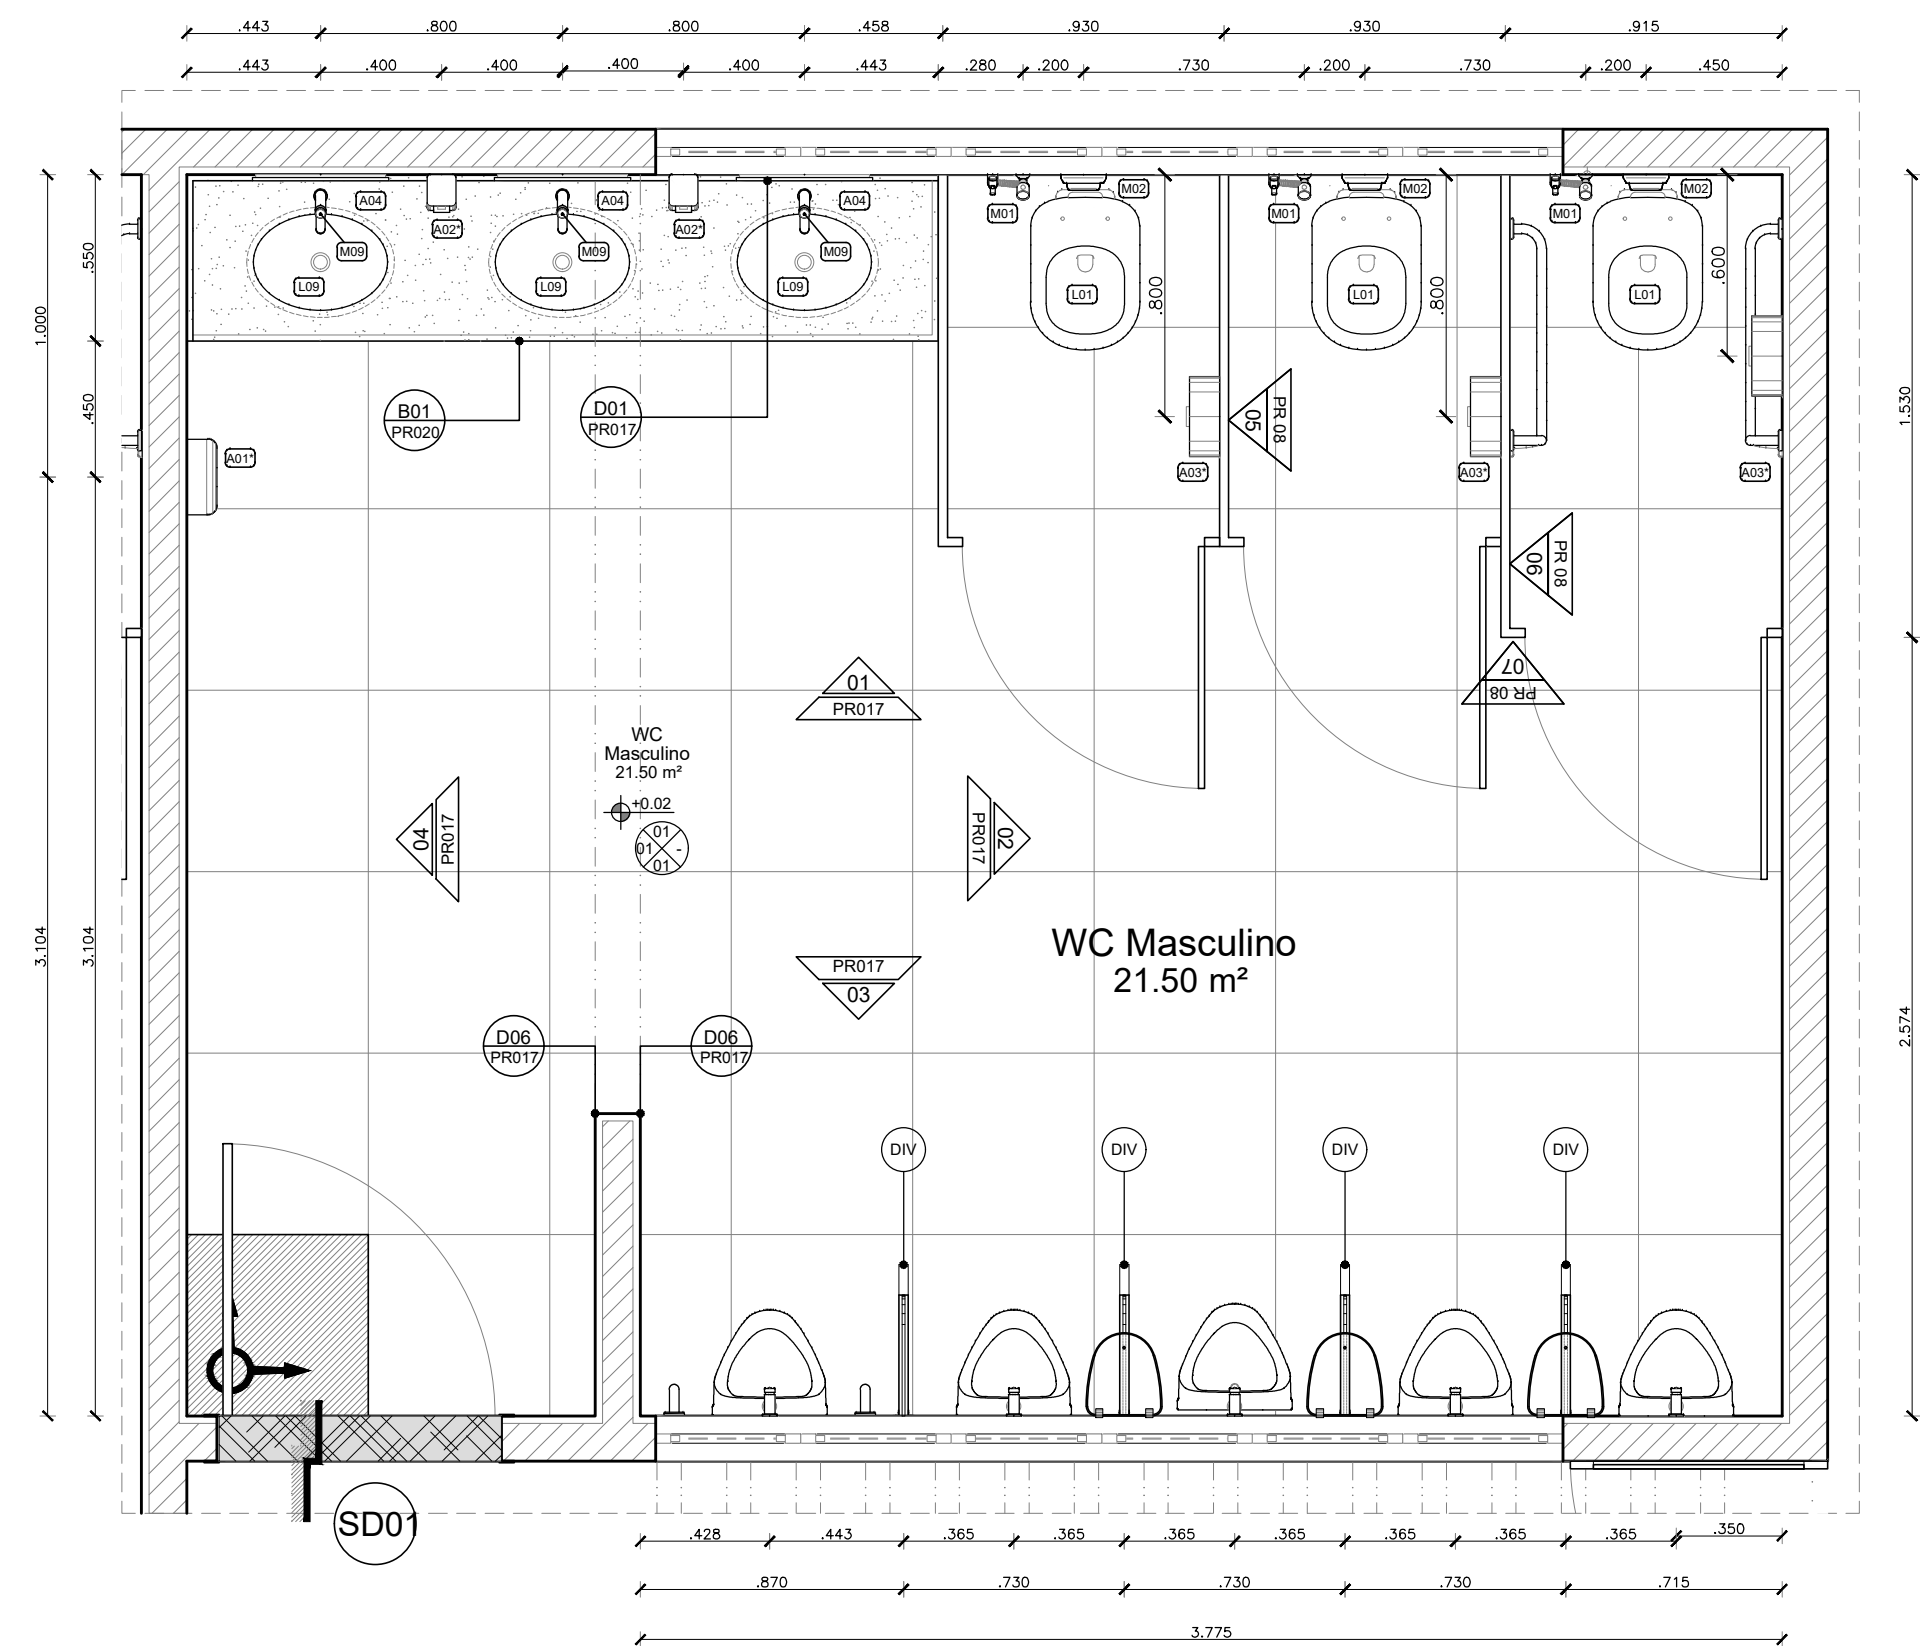 .443 .800 .800 .458 .930 .930 .915
.443 .400 .400 .400 .400 .443 .280 .200 .730 .200 .730 .200 .450
A04 A04 A04 M02 M02 M02
A02* A02* M01 M01 M01
M09 M09 M09
L09 L09 L09 L01 L01 L01
.550
.800 .800 .600
1.000
.450
B01
PR020
D01
PR017
PR 08
05
1.530
A01* A03* A03* A03*
PR 08
06
07
PR 08
01
PR017
WC
Masculino
21.50 m²
+0.02
01
01 -
01
04
PR017
PR017
02
WC Masculino
21.50 m²
PR017
03
3.104
3.104
2.574
D06
PR017
D06
PR017
DIV DIV DIV DIV
SD01
.428 .443 .365 .365 .365 .365 .365 .365 .365 .350
.870 .730 .730 .730 .715
3.775